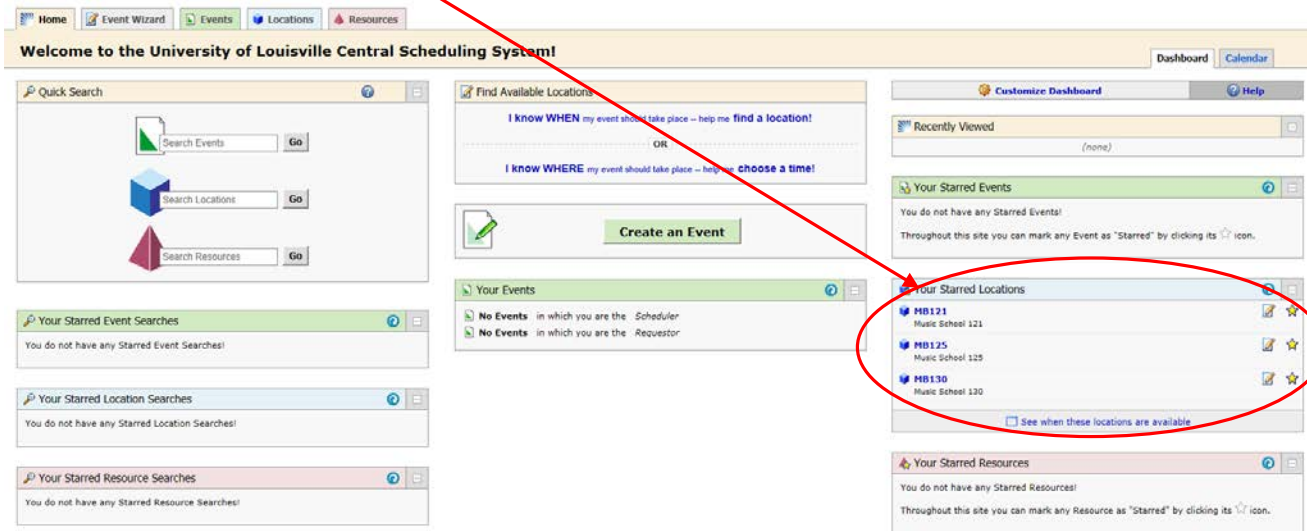 Home Event Wizard Events Locations Resources
Welcome to the University of Louisville Central Scheduling System!
Dashboard Calendar
Quick Search
Search Events Go
Search Locations Go
Search Resources Go
Your Starred Event Searches
You do not have any Starred Event Searches!
Your Starred Location Searches
You do not have any Starred Location Searches!
Your Starred Resource Searches
You do not have any Starred Resource Searches!
Find Available Locations
I know WHEN my event should take place -- help me find a location!
OR
I know WHERE my event should take place -- help me choose a time!
Create an Event
Your Events
No Events in which you are the Scheduler
No Events in which you are the Requestor
Customize Dashboard Help
Recently Viewed
(none)
Your Starred Events
You do not have any Starred Events!
Throughout this site you can mark any Event as "Starred" by clicking its icon.
Your Starred Locations
MB121
Music School 121
MB125
Music School 125
MB130
Music School 130
See when these locations are available
Your Starred Resources
You do not have any Starred Resources!
Throughout this site you can mark any Resource as "Starred" by clicking its icon.